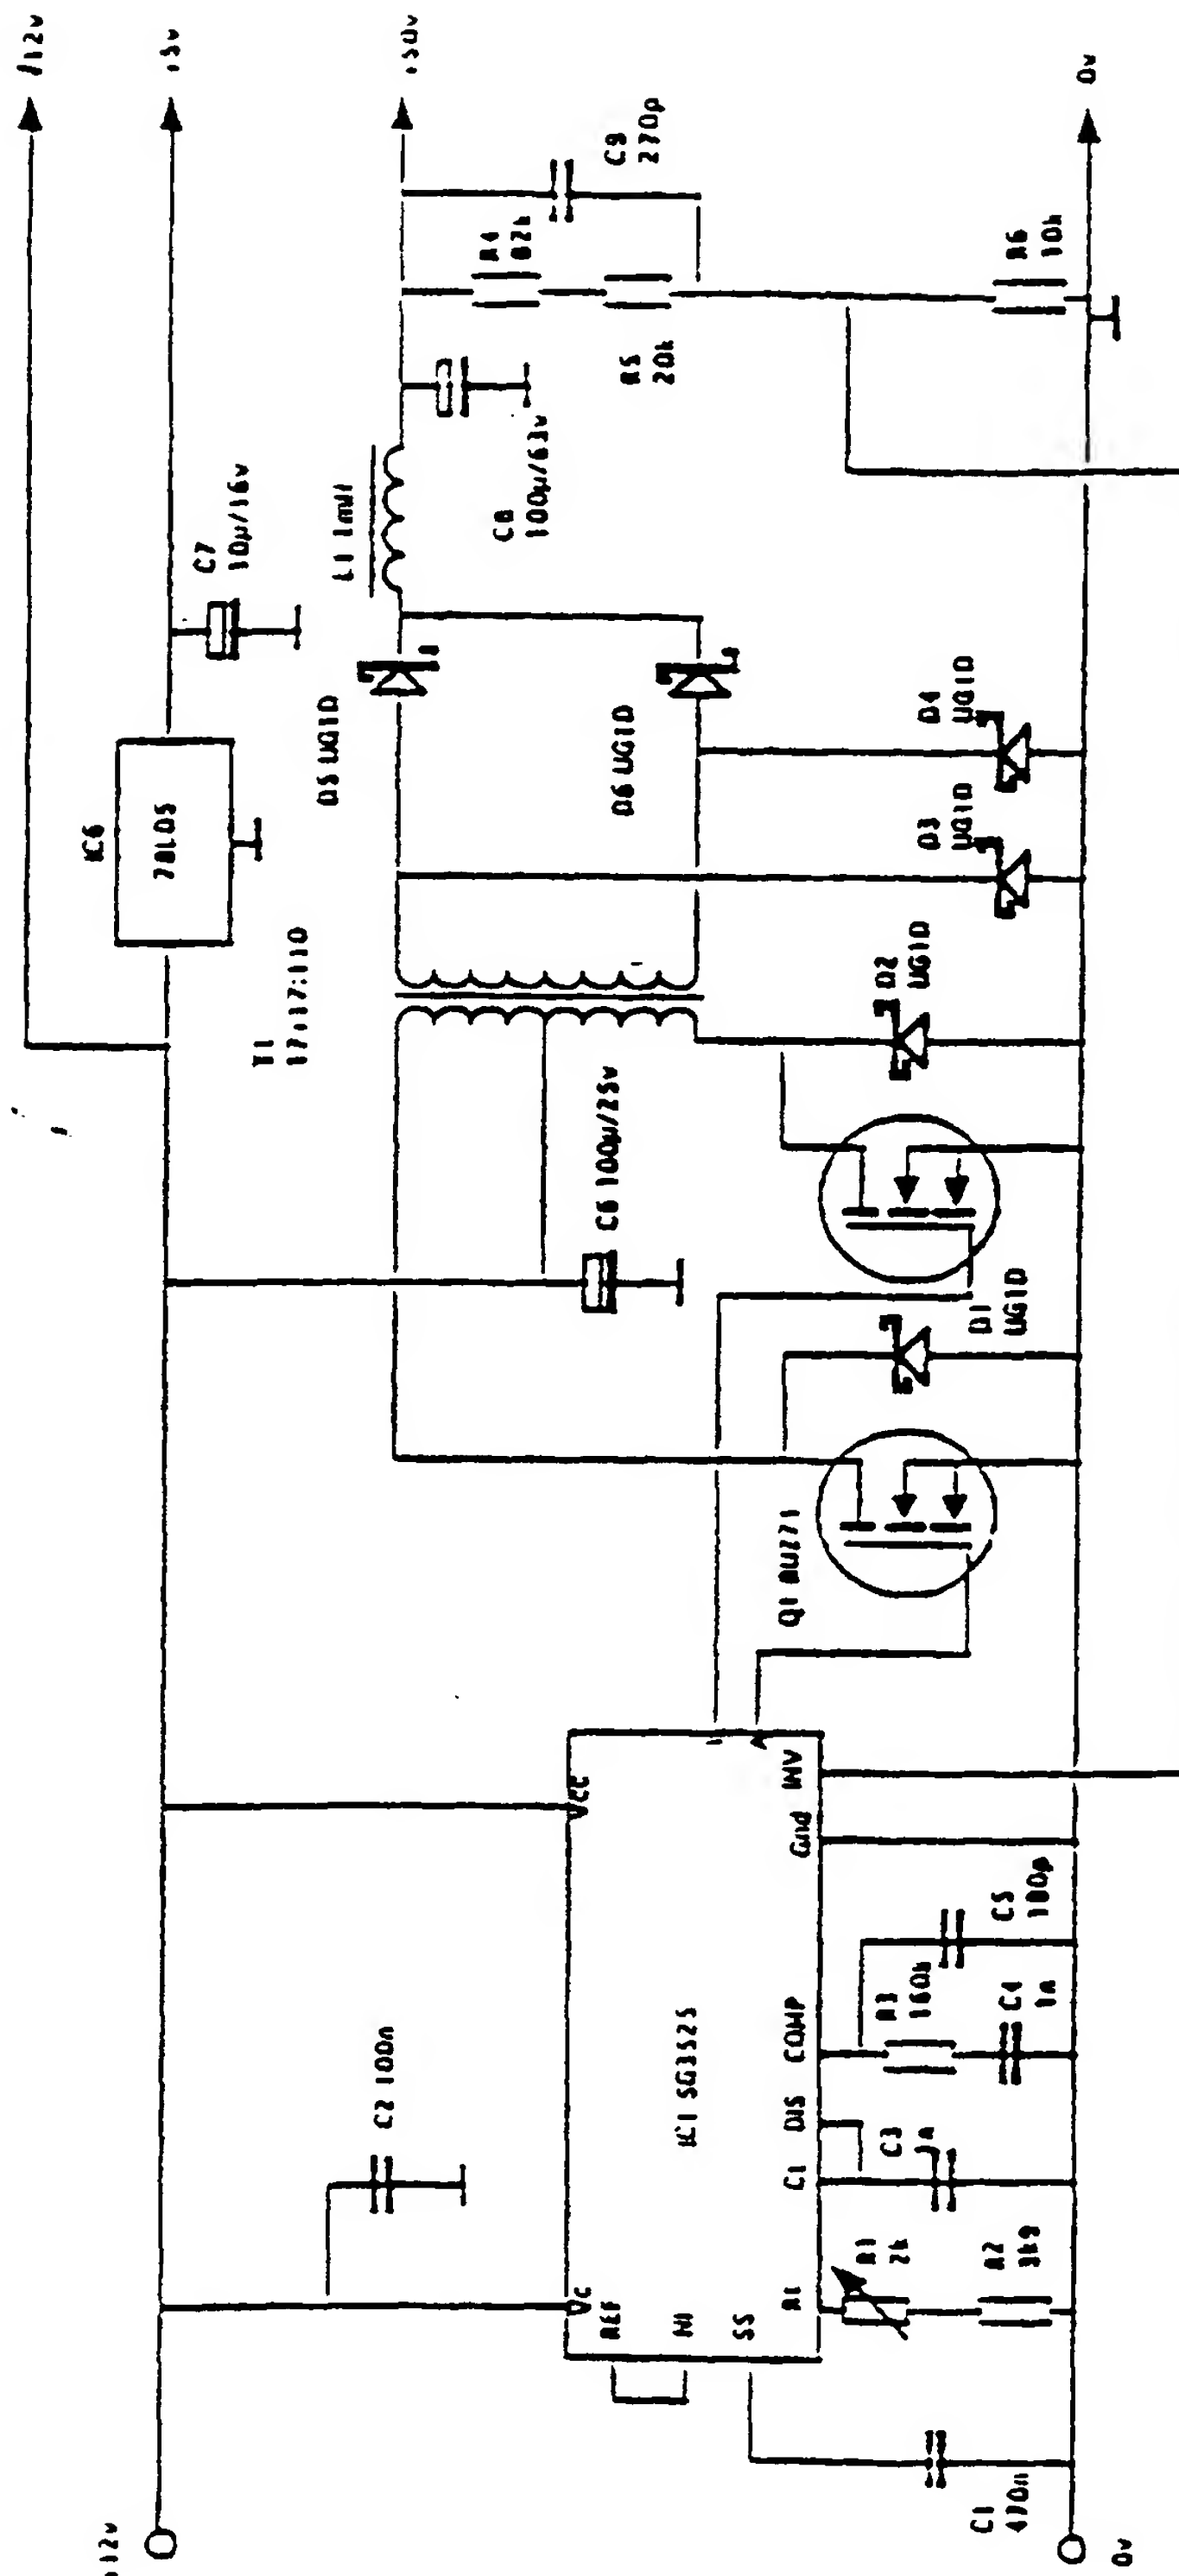 +12v
+5v
+50v
0v
C9
270p
R4
82k
R5
20k
R6
10k
C8
100µ/63v
L1 1mH
C7
10µ/16v
IC6
78L05
D5 UG1D
D6 UG1D
D4
UG1D
D3
UG1D
D2
UG1D
D1
UG1D
T1
17:17:110
C6 100µ/25v
Q1 BUZ71
A
Vcc
INV
Gnd
COMP
DIS
C1
R1
SS
NI
REF
Vc
IC1 SG3525
C2 100n
C5
180p
R3
160k
C4
1n
C3
1n
R1
2k
R2
3k9
C1
470n
+12v
0v